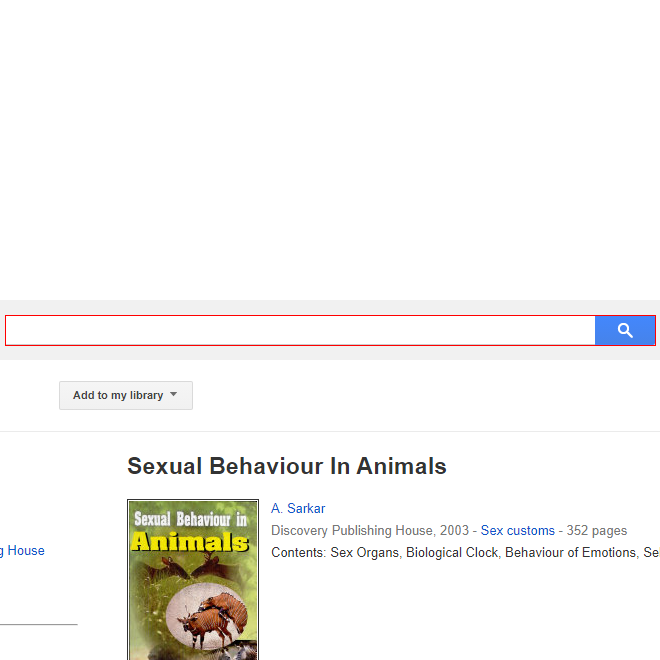 Add to my library
Sexual Behaviour In Animals
Sexual Behaviour in
Animals
A. Sarkar
Discovery Publishing House, 2003 - Sex customs - 352 pages
Contents: Sex Organs, Biological Clock, Behaviour of Emotions,
House